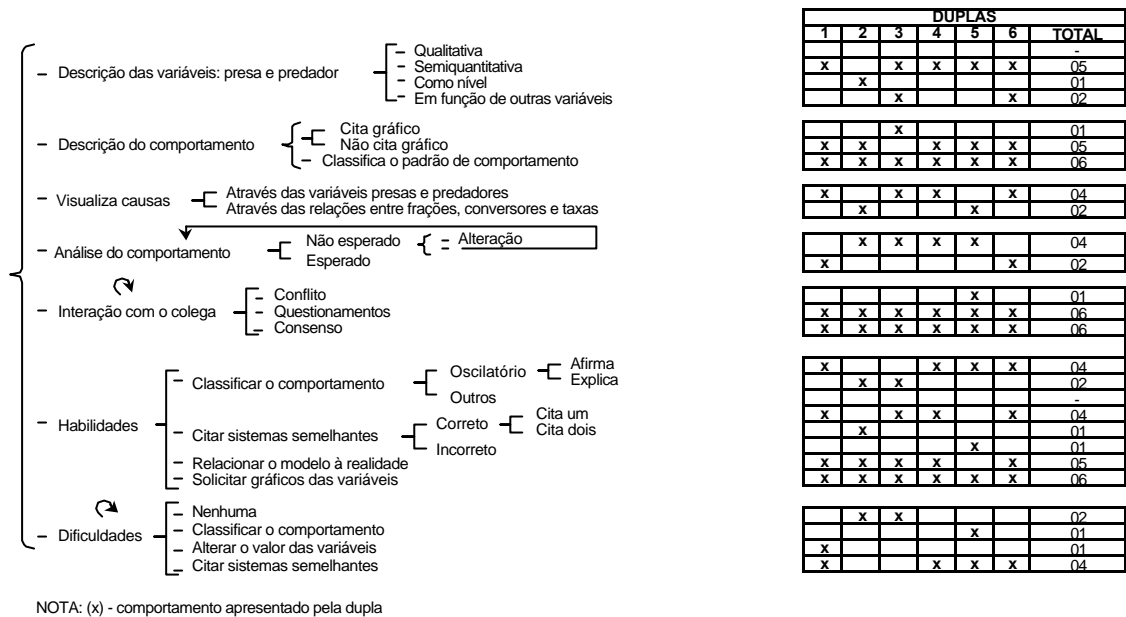 DUPLAS
1 2 3 4 5 6 TOTAL
- Descrição das variáveis: presa e predador
- Qualitativa -
- Semiquantitativa x x x x x 05
- Como nível x 01
- Em função de outras variáveis x x 02
- Descrição do comportamento
Cita gráfico x 01
Não cita gráfico x x x x x 05
- Classifica o padrão de comportamento x x x x x x 06
- Visualiza causas
Através das variáveis presas e predadores x x x x 04
Através das relações entre frações, conversores e taxas x x 02
- Análise do comportamento
Não esperado - Alteração x x x x 04
Esperado x x 02
- Interação com o colega
- Conflito x 01
- Questionamentos x x x x x x 06
- Consenso x x x x x x 06
- Habilidades
- Classificar o comportamento
Oscilatório
Afirma x x x x 04
Explica x x 02
Outros -
- Citar sistemas semelhantes
Correto
Cita um x x x x 04
Cita dois x 01
Incorreto x 01
- Relacionar o modelo à realidade x x x x x 05
- Solicitar gráficos das variáveis x x x x x x 06
- Dificuldades
- Nenhuma x x 02
- Classificar o comportamento x 01
- Alterar o valor das variáveis x 01
- Citar sistemas semelhantes x x x x 04
NOTA: (x) - comportamento apresentado pela dupla